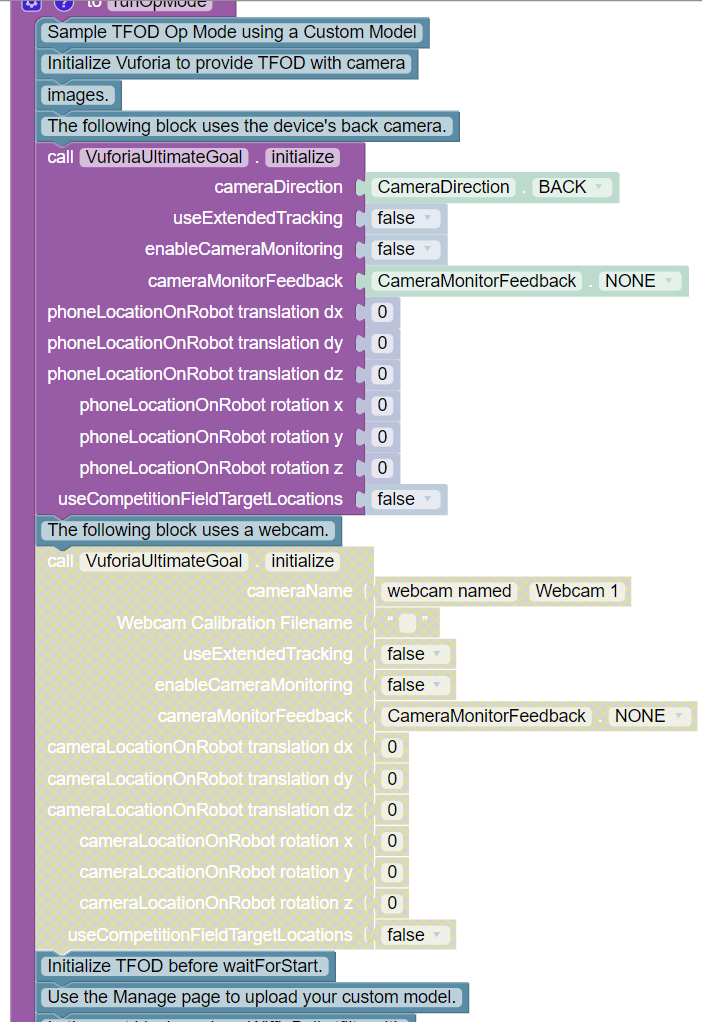 to runOpMode
Sample TFOD Op Mode using a Custom Model
Initialize Vuforia to provide TFOD with camera
images.
The following block uses the device's back camera.
call VuforiaUltimateGoal . initialize
cameraDirection CameraDirection . BACK
useExtendedTracking false
enableCameraMonitoring false
cameraMonitorFeedback CameraMonitorFeedback . NONE
phoneLocationOnRobot translation dx 0
phoneLocationOnRobot translation dy 0
phoneLocationOnRobot translation dz 0
phoneLocationOnRobot rotation x 0
phoneLocationOnRobot rotation y 0
phoneLocationOnRobot rotation z 0
useCompetitionFieldTargetLocations false
The following block uses a webcam.
call VuforiaUltimateGoal . initialize
cameraName webcam named Webcam 1
Webcam Calibration Filename “ ”
useExtendedTracking false
enableCameraMonitoring false
cameraMonitorFeedback CameraMonitorFeedback . NONE
cameraLocationOnRobot translation dx 0
cameraLocationOnRobot translation dy 0
cameraLocationOnRobot translation dz 0
cameraLocationOnRobot rotation x 0
cameraLocationOnRobot rotation y 0
cameraLocationOnRobot rotation z 0
useCompetitionFieldTargetLocations false
Initialize TFOD before waitForStart.
Use the Manage page to upload your custom model.